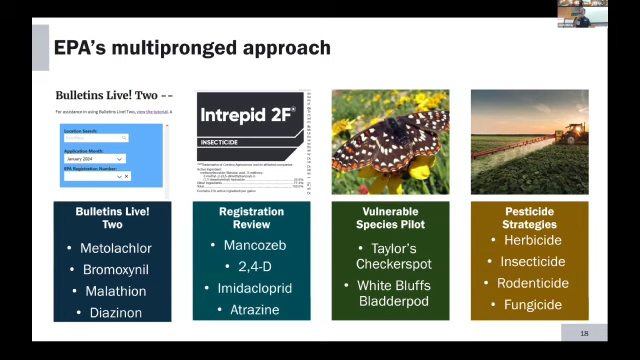 EPA's multipronged approach
Bulletins Live! Two --
For assistance in using Bulletins Live! Two, view the tutorial. A
Location Search:
Application Month:
January 2024
EPA Registration Number:
Intrepid 2F®
INSECTICIDE
Bulletins Live!
Two
• Metolachlor
• Bromoxynil
• Malathion
• Diazinon
Registration
Review
• Mancozeb
• 2,4-D
• Imidacloprid
• Atrazine
Vulnerable
Species Pilot
• Taylor's
Checkerspot
• White Bluffs
Bladderpod
Pesticide
Strategies
• Herbicide
• Insecticide
• Rodenticide
• Fungicide
18